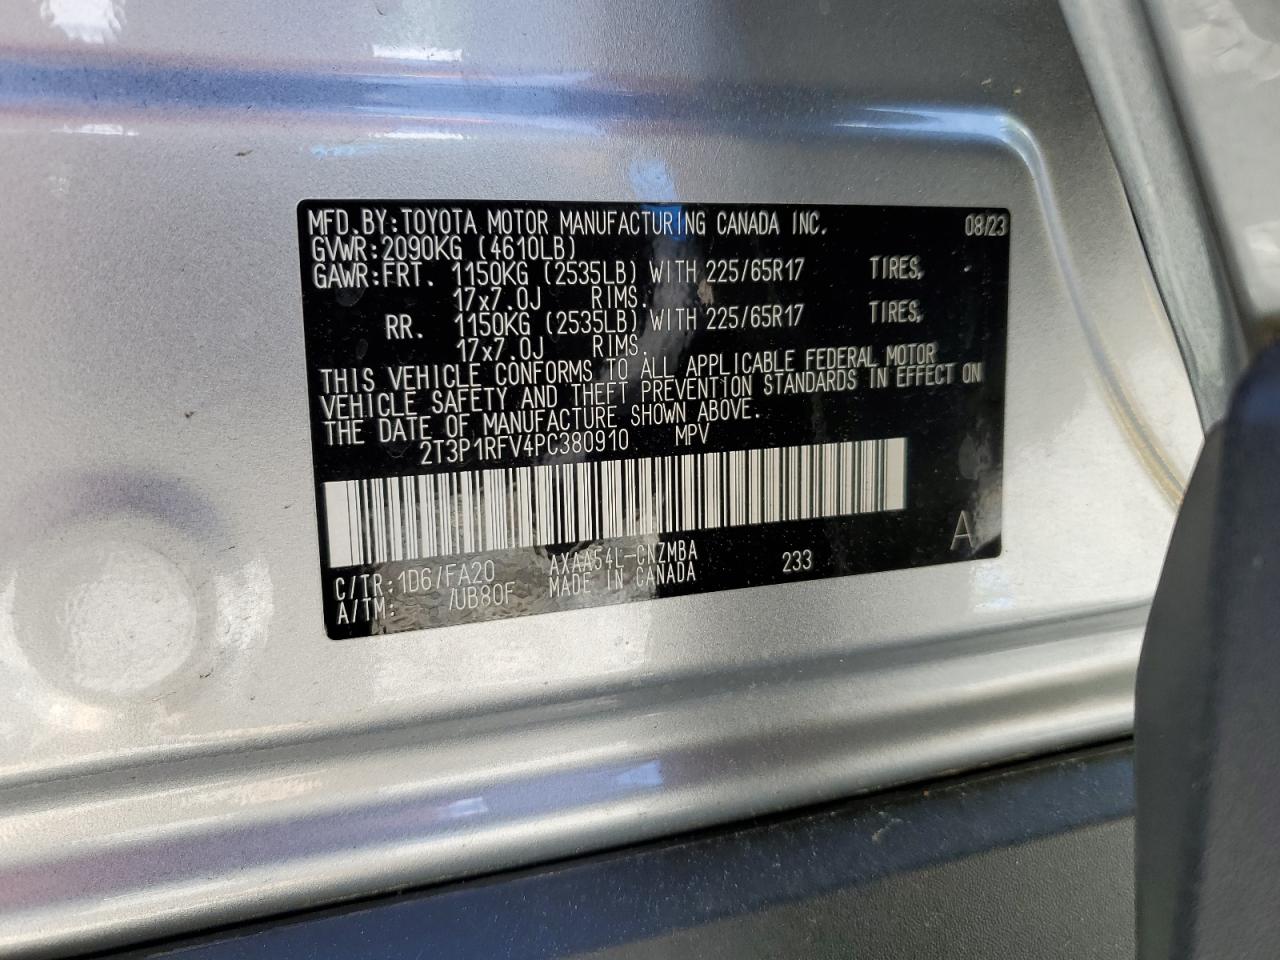 MFD.BY:TOYOTA MOTOR MANUFACTURING CANADA INC. 08/23
GVWR:2090KG (4610LB)
GAWR:FRT. 1150KG (2535LB) WITH 225/65R17 TIRES,
17x7.0J RIMS.
RR. 1150KG (2535LB) WITH 225/65R17 TIRES,
17x7.0J RIMS.
THIS VEHICLE CONFORMS TO ALL APPLICABLE FEDERAL MOTOR
VEHICLE SAFETY AND THEFT PREVENTION STANDARDS IN EFFECT ON
THE DATE OF MANUFACTURE SHOWN ABOVE.
2T3P1RFV4PC380910 MPV
A
C/TR:1D6/FA20 AXAA54L-CNZMBA 233
A/TM: /UB80F MADE IN CANADA